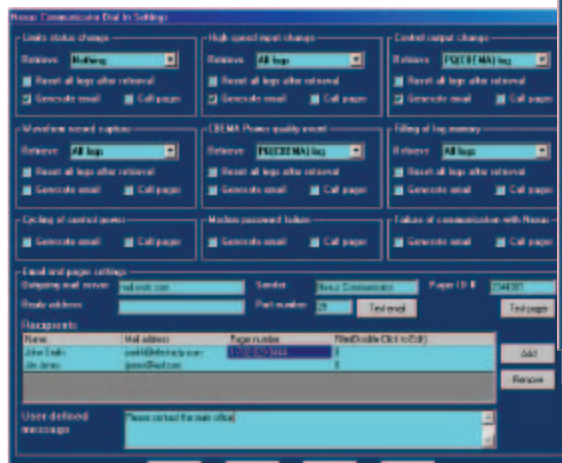 Nexus Communicator Dial In Settings
Limits status change
High speed input change
Control output change
Retrieve Nothing
Retrieve All logs
Retrieve PQ(CBEMA) log
Reset all logs after retrieval
Reset all logs after retrieval
Reset all logs after retrieval
Generate email Call pager
Generate email Call pager
Generate email Call pager
Waveform record capture
CBEMA Power quality event
Filling of log memory
Retrieve All logs
Retrieve PQ(CBEMA) log
Retrieve All logs
Reset all logs after retrieval
Reset all logs after retrieval
Reset all logs after retrieval
Generate email Call pager
Generate email Call pager
Generate email Call pager
Cycling of control power
Modem password failure
Failure of communication with Nexus
Generate email Call pager
Generate email Call pager
Generate email Call pager
Email and pager settings
Outgoing mail server
Sender Nexus Communicator
Pager ID #
Reply address
Port number 25 Test email Test pager
Recipients
Name Mail address Pager number Filter(Double Click to Edit)
John Smith 0
Jim Jones 0
Add
Remove
User defined message
Please contact the main office